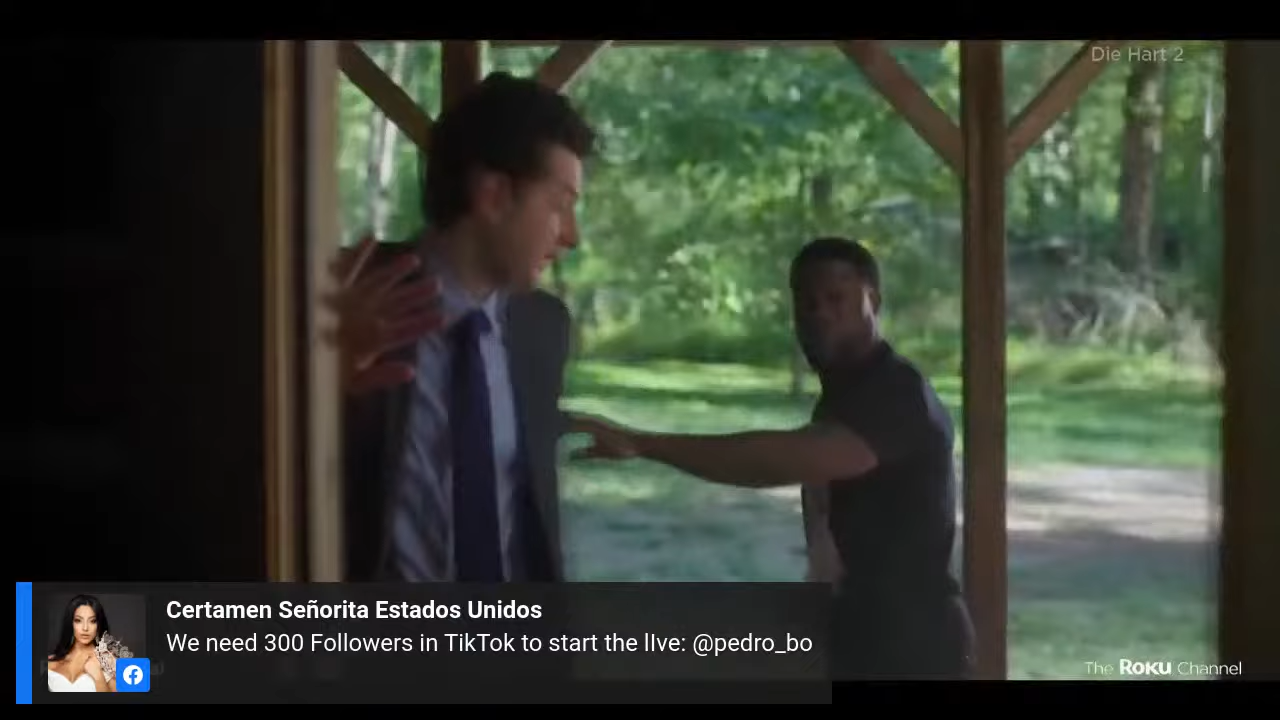 Die Hart 2
Certamen Señorita Estados Unidos
We need 300 Followers in TikTok to start the lIve: @pedro_bo
The Roku Channel